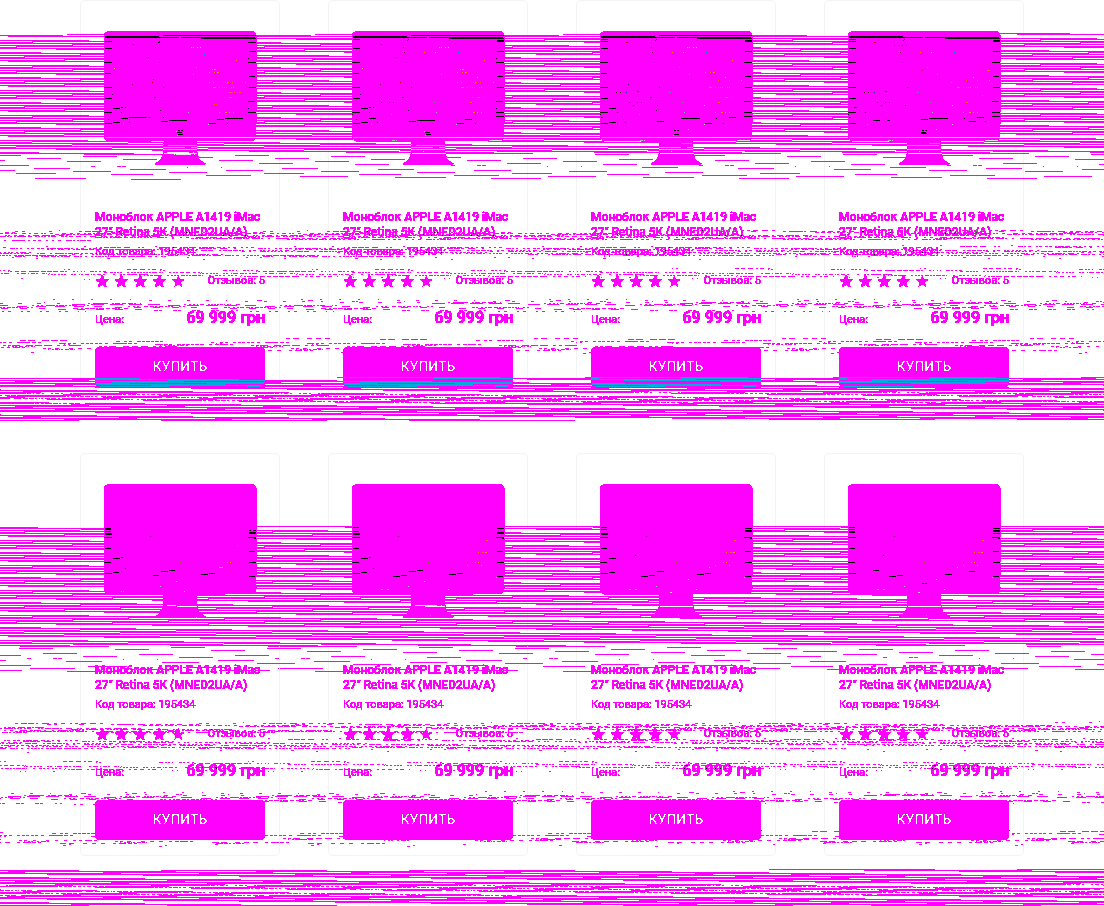 Моноблок APPLE A1419 iMac Моноблок APPLE A1419 iMac Моноблок APPLE A1419 iMac Моноблок APPLE A1419 iMac
27" Retina 5K (MNED2UA/A) 27" Retina 5K (MNED2UA/A) 27" Retina 5K (MNED2UA/A) 27" Retina 5K (MNED2UA/A)
Код товара: 195434 Код товара: 195434 Код товара: 195434 Код товара: 195434
Отзывов: 5 Отзывов: 5 Отзывов: 5 Отзывов: 5
Цена: 69 999 грн Цена: 69 999 грн Цена: 69 999 грн Цена: 69 999 грн
КУПИТЬ КУПИТЬ КУПИТЬ КУПИТЬ
Моноблок APPLE A1419 iMac Моноблок APPLE A1419 iMac Моноблок APPLE A1419 iMac Моноблок APPLE A1419 iMac
27" Retina 5K (MNED2UA/A) 27" Retina 5K (MNED2UA/A) 27" Retina 5K (MNED2UA/A) 27" Retina 5K (MNED2UA/A)
Код товара: 195434 Код товара: 195434 Код товара: 195434 Код товара: 195434
Отзывов: 5 Отзывов: 5 Отзывов: 5 Отзывов: 5
Цена: 69 999 грн Цена: 69 999 грн Цена: 69 999 грн Цена: 69 999 грн
КУПИТЬ КУПИТЬ КУПИТЬ КУПИТЬ